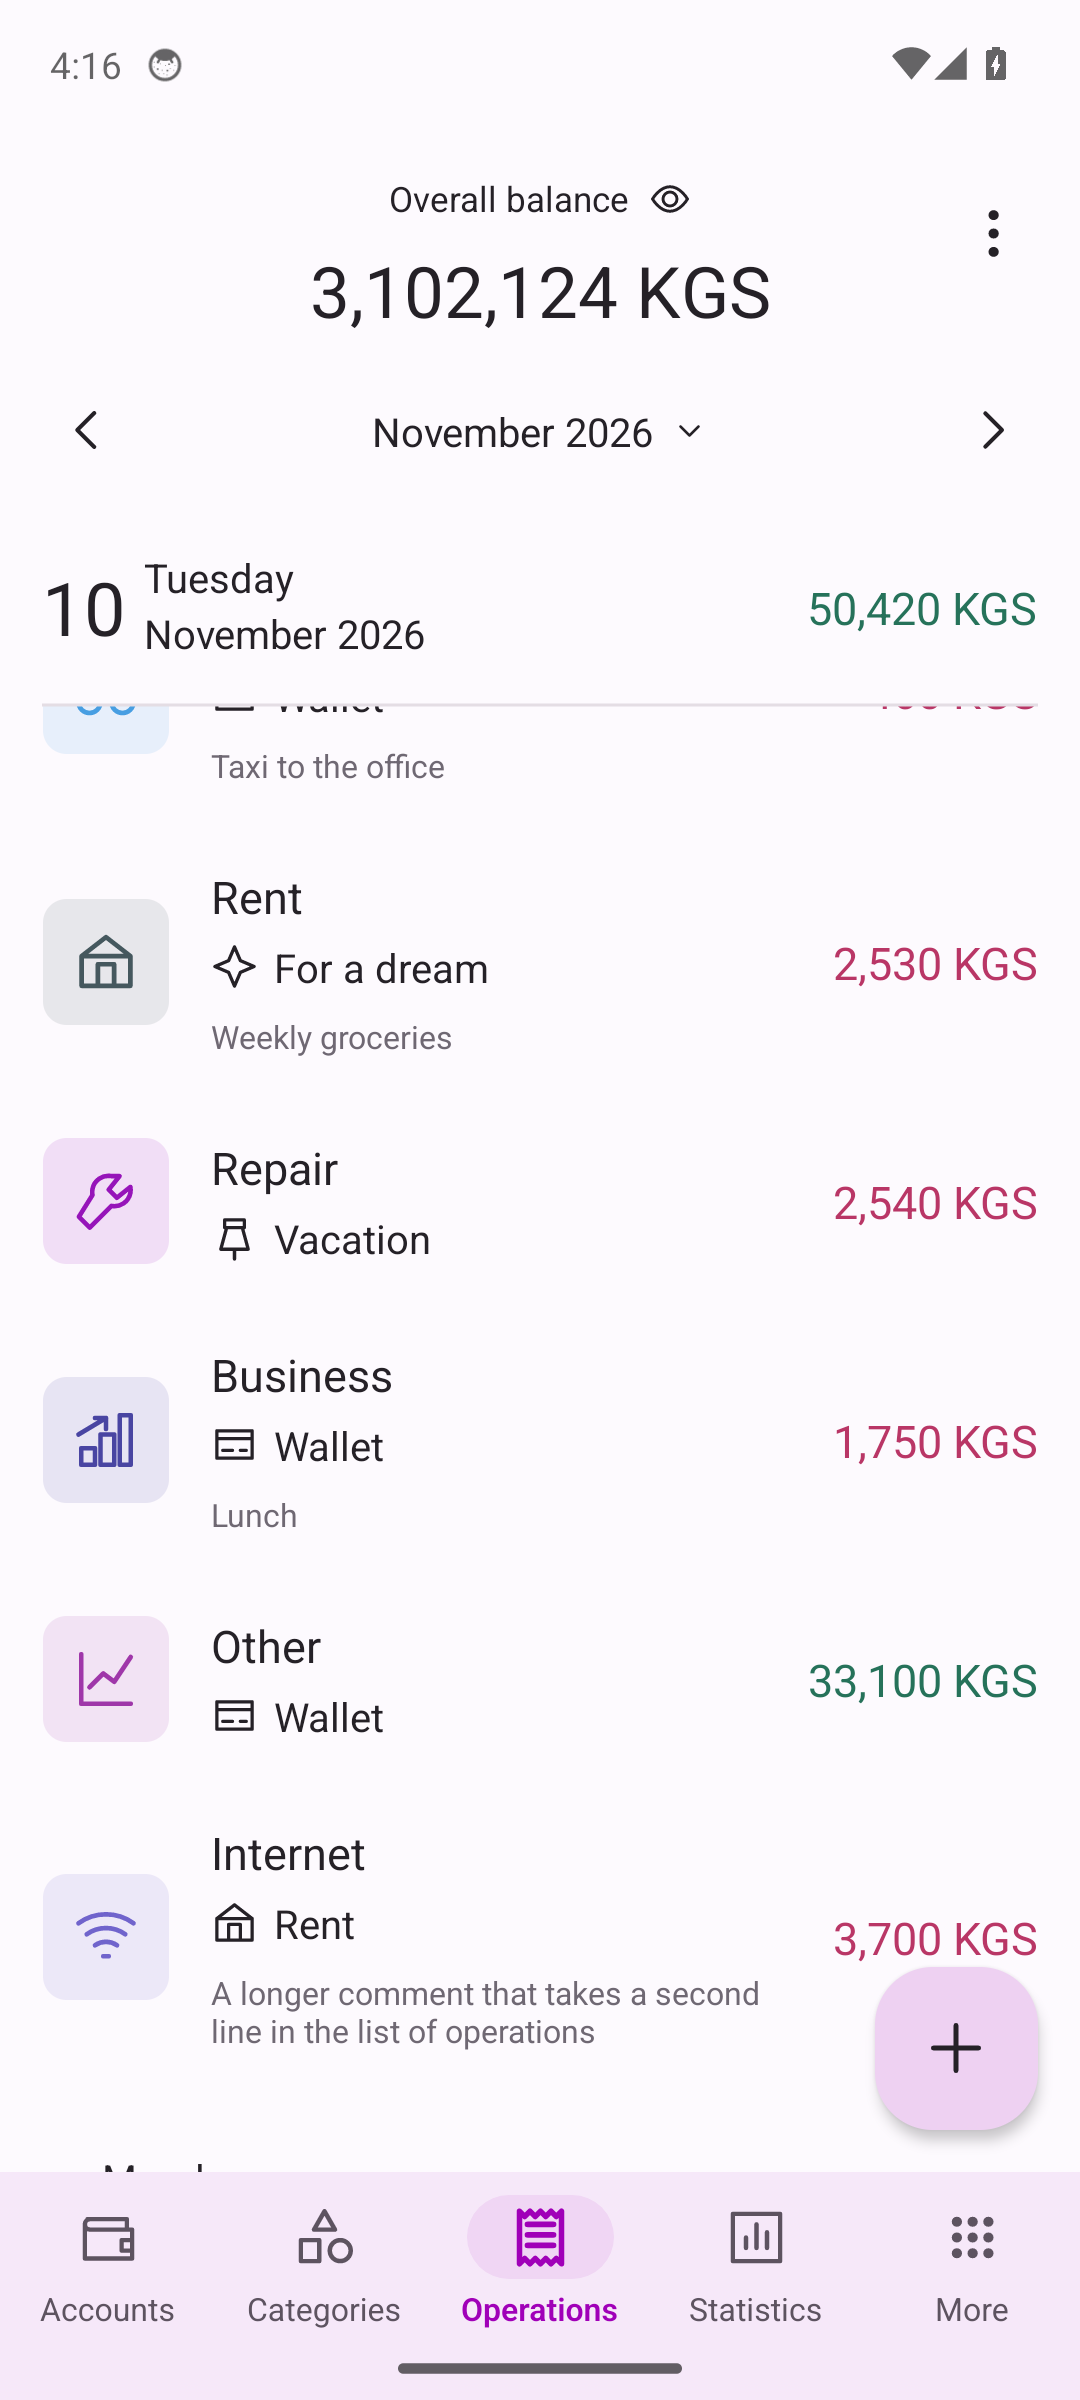 4:16
Overall balance
3,102,124 KGS
November 2026
10
Tuesday
November 2026
50,420 KGS
Wallet
KGS
Taxi to the office
Rent
For a dream
2,530 KGS
Weekly groceries
Repair
Vacation
2,540 KGS
Business
Wallet
1,750 KGS
Lunch
Other
Wallet
33,100 KGS
Internet
Rent
3,700 KGS
A longer comment that takes a second
line in the list of operations
Accounts
Categories
Operations
Statistics
More